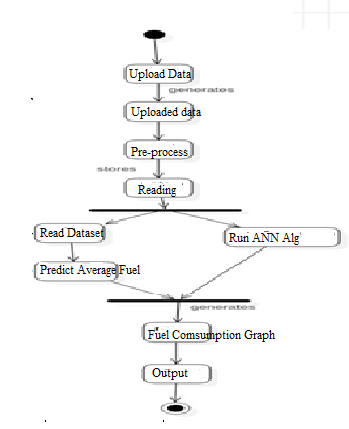 Upload Data
generates
Uploaded data
Pre-process
stores
Reading
Read Dataset
Run ANN Alg
Predict Average Fuel
generates
Fuel Comsumption Graph
Output